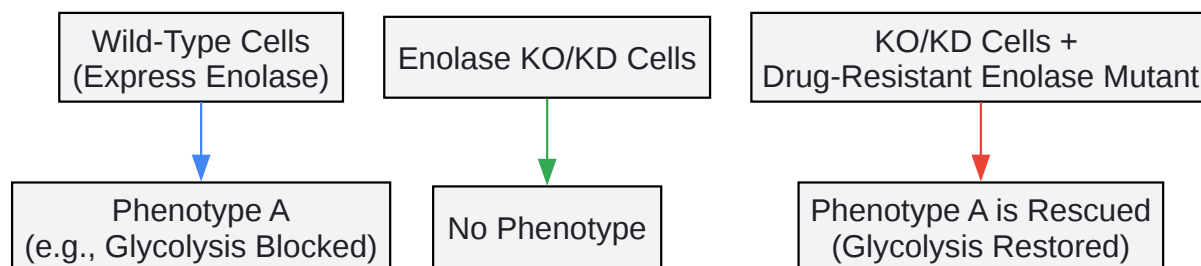 Wild-Type Cells
(Express Enolase)
Enolase KO/KD Cells
KO/KD Cells +
Drug-Resistant Enolase Mutant
Phenotype A
(e.g., Glycolysis Blocked)
No Phenotype
Phenotype A is Rescued
(Glycolysis Restored)